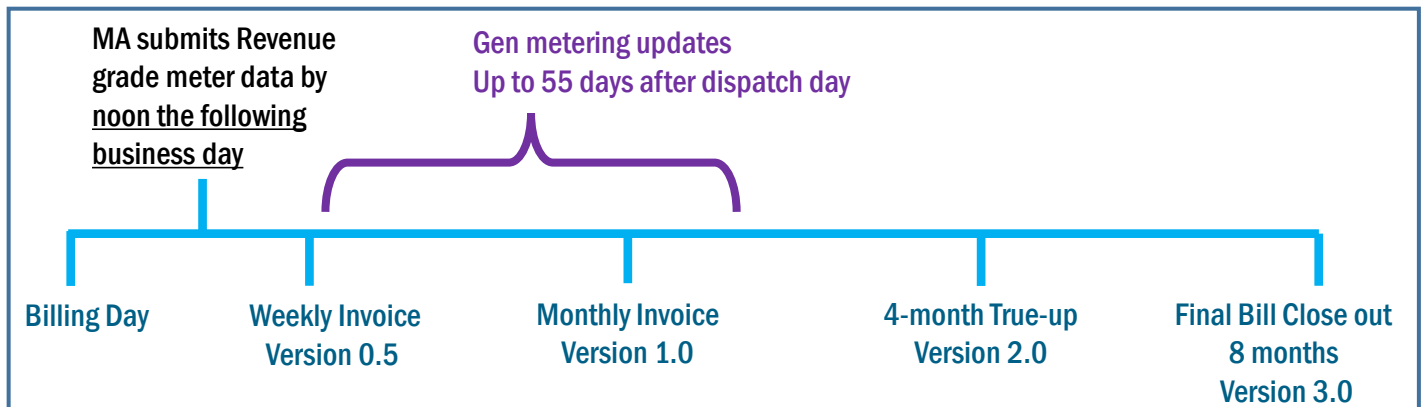 MA submits Revenue
grade meter data by
noon the following
business day
Gen metering updates
Up to 55 days after dispatch day
Billing Day
Weekly Invoice
Version 0.5
Monthly Invoice
Version 1.0
4-month True-up
Version 2.0
Final Bill Close out
8 months
Version 3.0